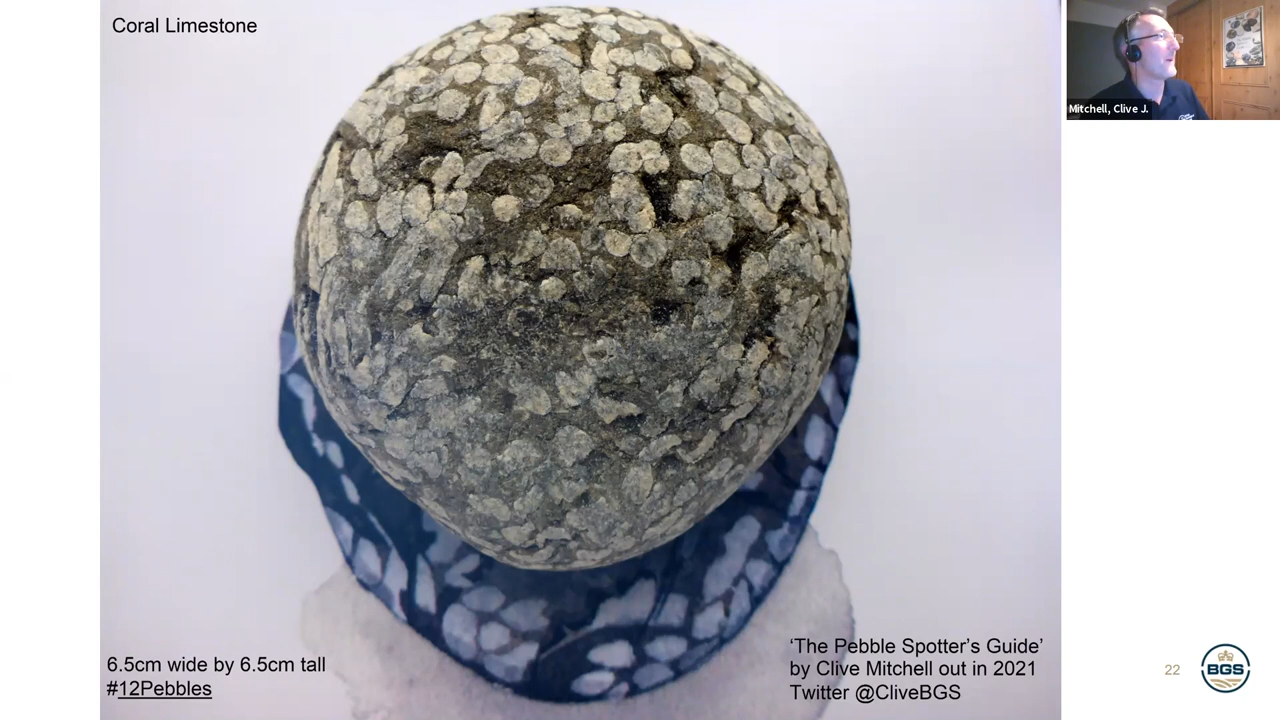 Coral Limestone
Mitchell, Clive J.
6.5cm wide by 6.5cm tall
#12Pebbles
‘The Pebble Spotter’s Guide’
by Clive Mitchell out in 2021
Twitter @CliveBGS
22
BGS